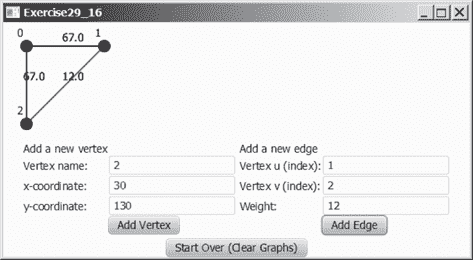 Exercise29_16
0 67.0 1
67.0 12.0
2
Add a new vertex Add a new edge
Vertex name: 2 Vertex u (index): 1
x-coordinate: 30 Vertex v (index): 2
y-coordinate: 130 Weight: 12
Add Vertex Add Edge
Start Over (Clear Graphs)